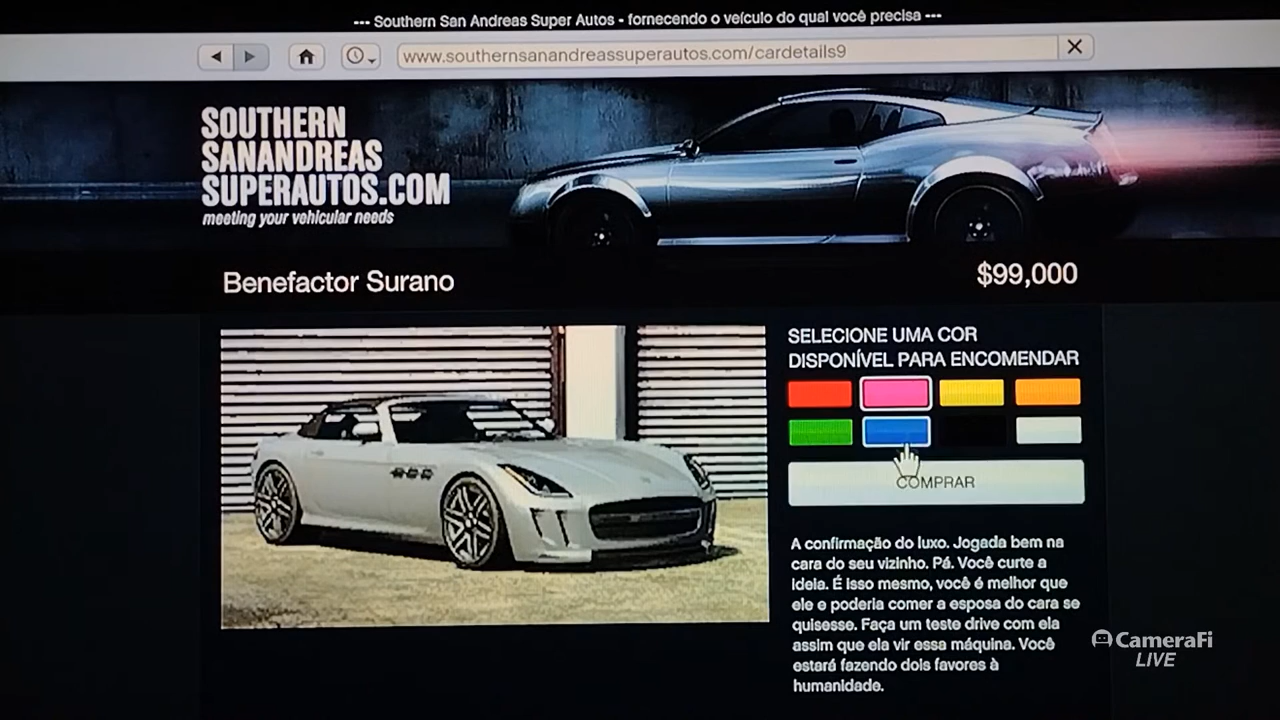 --- Southern San Andreas Super Autos - fornecendo o veículo do qual você precisa ---
www.southernsanandreassuperautos.com/cardetails9
SOUTHERN
SANANDREAS
SUPERAUTOS.COM
meeting your vehicular needs
Benefactor Surano
$99,000
SELECIONE UMA COR
DISPONÍVEL PARA ENCOMENDAR
COMPRAR
A confirmação do luxo. Jogada bem na
cara do seu vizinho. Pá. Você curte a
ideia. É isso mesmo, você é melhor que
ele e poderia comer a esposa do cara se
quisesse. Faça um teste drive com ela
assim que ela vir essa máquina. Você
estará fazendo dois favores à
humanidade.
CameraFi
LIVE